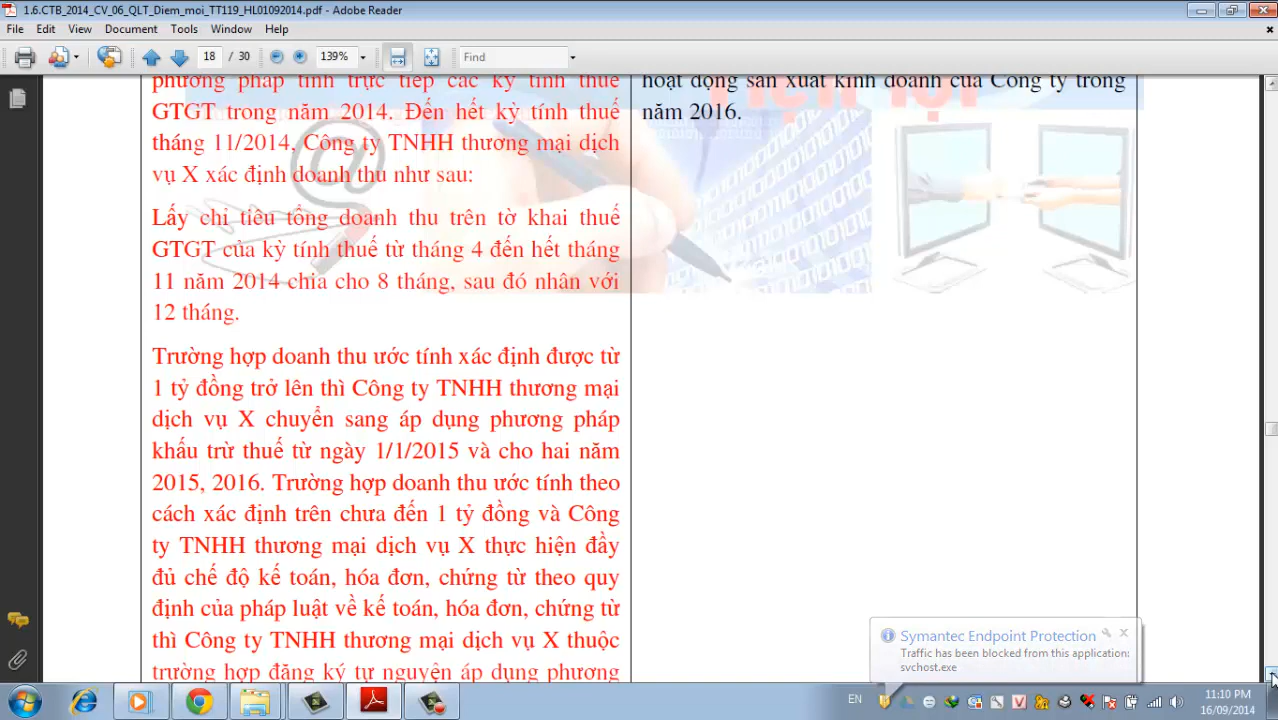 1.6.CTB_2014_CV_06_QLT_Diem_moi_TT119_HL01092014.pdf - Adobe Reader
File Edit View Document Tools Window Help
18 / 30 139% Find
phương pháp tính trực tiếp các kỳ tính thuế
GTGT trong năm 2014. Đến hết kỳ tính thuế
tháng 11/2014, Công ty TNHH thương mại dịch
vụ X xác định doanh thu như sau:
Lấy chỉ tiêu tổng doanh thu trên tờ khai thuế
GTGT của kỳ tính thuế từ tháng 4 đến hết tháng
11 năm 2014 chia cho 8 tháng, sau đó nhân với
12 tháng.
Trường hợp doanh thu ước tính xác định được từ
1 tỷ đồng trở lên thì Công ty TNHH thương mại
dịch vụ X chuyển sang áp dụng phương pháp
khấu trừ thuế từ ngày 1/1/2015 và cho hai năm
2015, 2016. Trường hợp doanh thu ước tính theo
cách xác định trên chưa đến 1 tỷ đồng và Công
ty TNHH thương mại dịch vụ X thực hiện đầy
đủ chế độ kế toán, hóa đơn, chứng từ theo quy
định của pháp luật về kế toán, hóa đơn, chứng từ
thì Công ty TNHH thương mại dịch vụ X thuộc
trường hợp đăng ký tự nguyện áp dụng phương
hoạt động sản xuất kinh doanh của Công ty trong
năm 2016.
Symantec Endpoint Protection
Traffic has been blocked from this application:
svchost.exe
EN
11:10 PM
16/09/2014